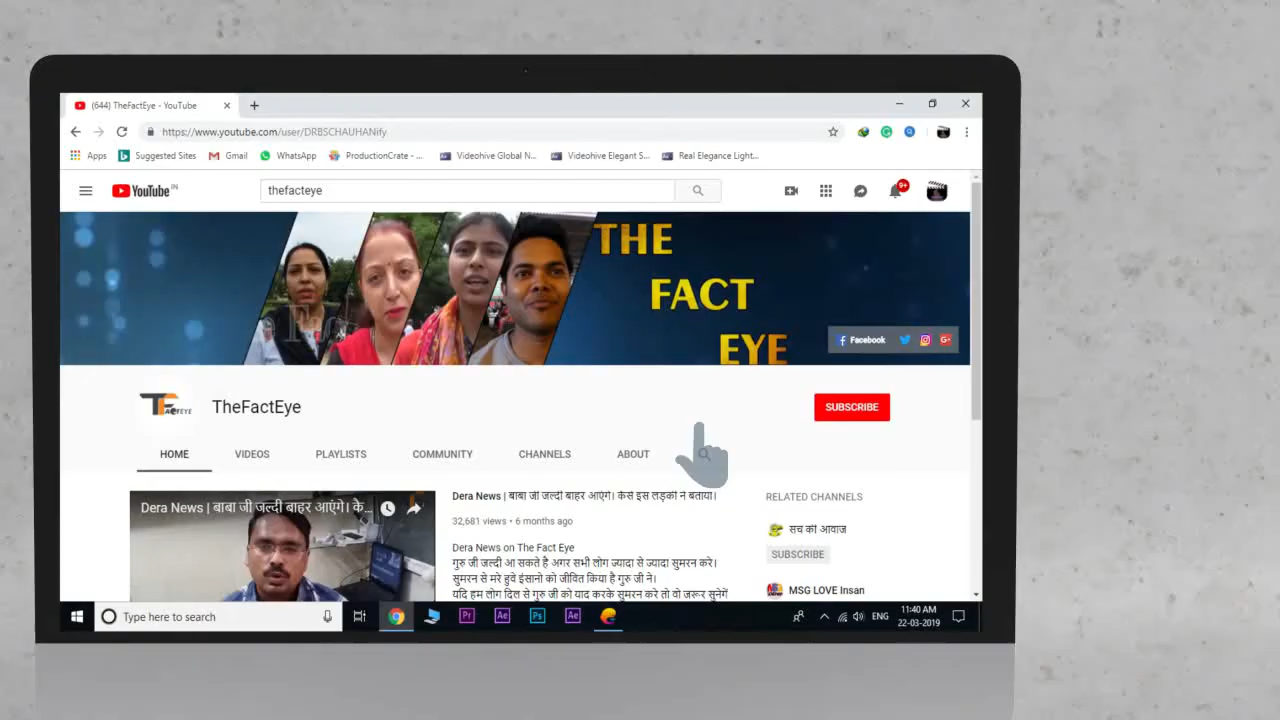 (644) TheFactEye - YouTube
https://www.youtube.com/user/DRBSCHAUHANify
Apps Suggested Sites Gmail WhatsApp ProductionCrate - ... Videohive Global N... Videohive Elegant S... Real Elegance Light...
YouTube IN
thefacteye
9+
THE
FACT
EYE
Facebook
TheFactEye
SUBSCRIBE
HOME VIDEOS PLAYLISTS COMMUNITY CHANNELS ABOUT
Dera News | बाबा जी जल्दी बाहर आएंगे। के...
Dera News | बाबा जी जल्दी बाहर आएंगे। कैसे इस लड़की ने बताया।
32,681 views • 6 months ago
Dera News on The Fact Eye
गुरु जी जल्दी आ सकते है अगर सभी लोग ज्यादा से ज्यादा सुमरन करे।
सुमरन से मरे हुवे इंसानो को जीवित किया है गुरु जी ने।
यदि हम लोग दिल से गुरु जी को याद करके सुमरन करे तो वो जरूर सुनेगें
RELATED CHANNELS
सच की आवाज
SUBSCRIBE
MSG LOVE Insan
Type here to search
Pr Ae Ps Ae
ENG
11:40 AM
22-03-2019